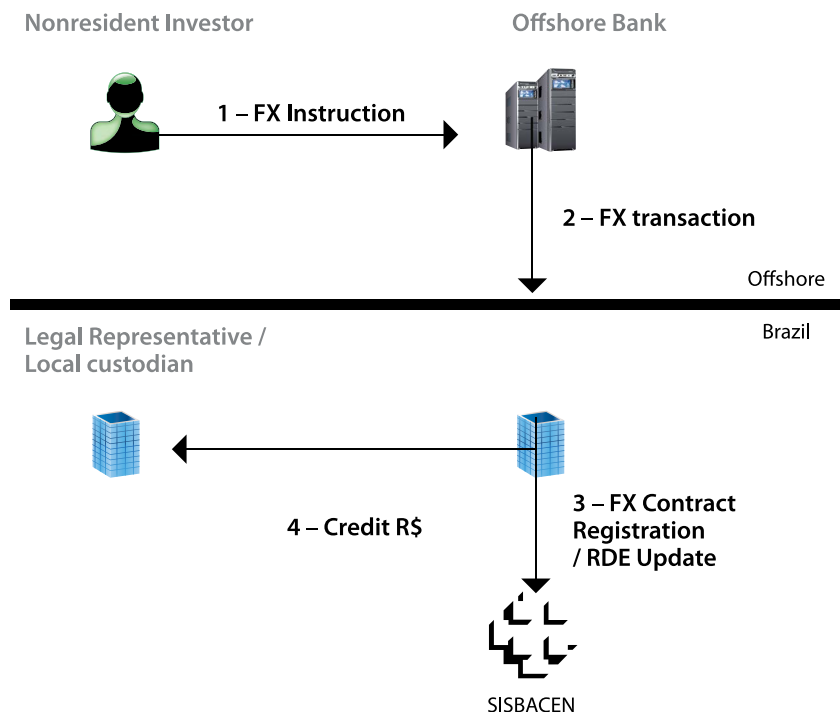 Nonresident Investor
Offshore Bank
1 – FX Instruction
2 – FX transaction
Offshore
Brazil
Legal Representative /
Local custodian
3 – FX Contract
Registration
/ RDE Update
4 – Credit R$
SISBACEN